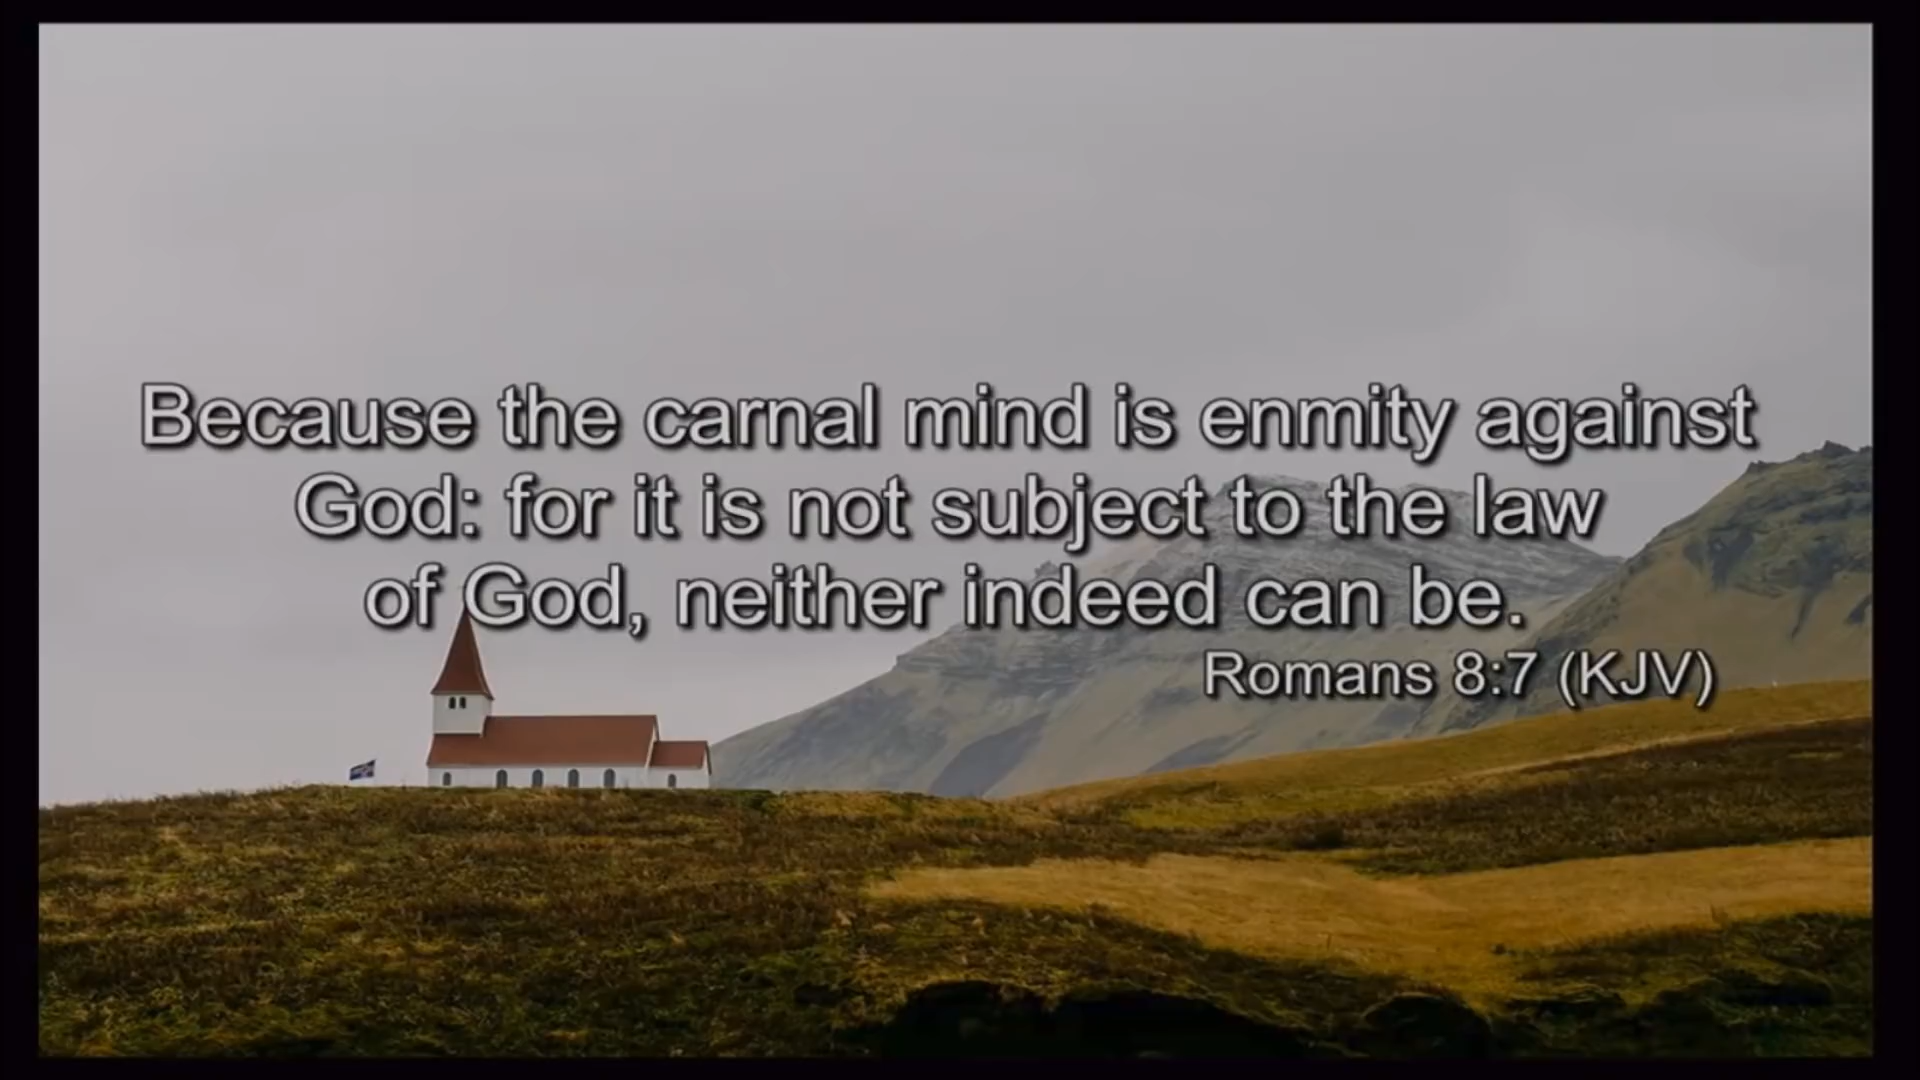 Because the carnal mind is enmity against
God: for it is not subject to the law
of God, neither indeed can be.
Romans 8:7 (KJV)